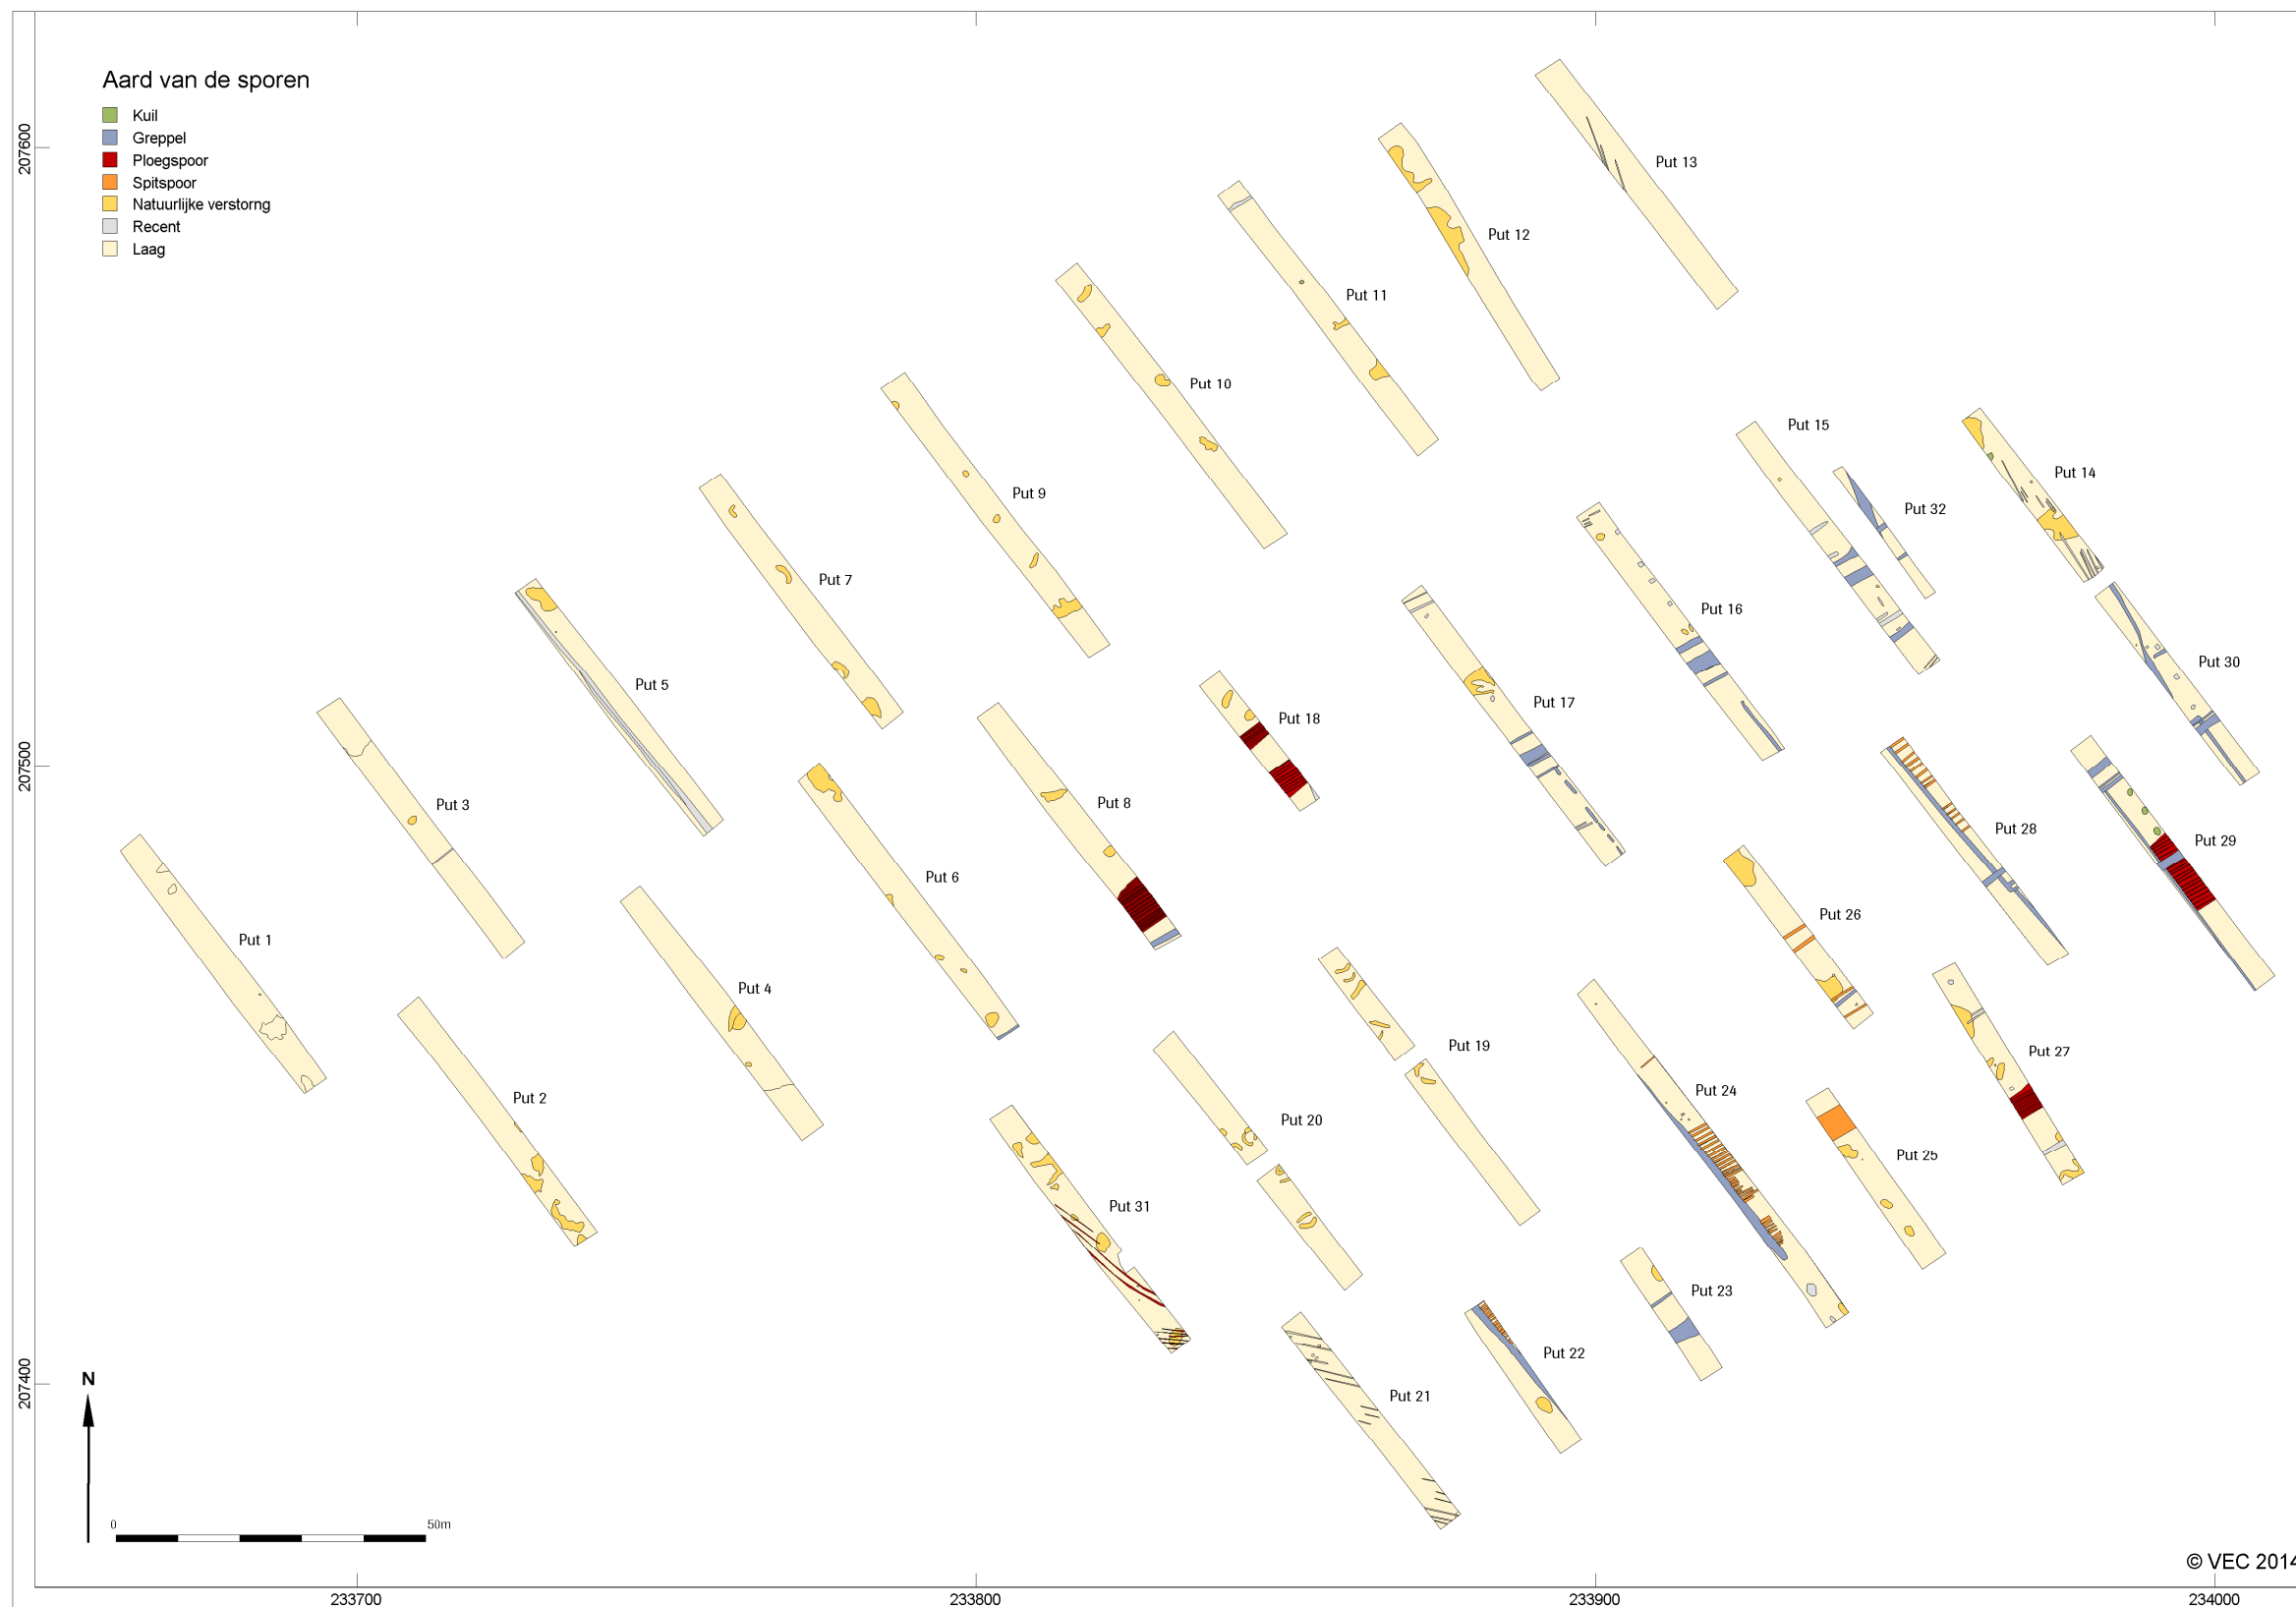 Aard van de sporen
Kuil
Greppel
Ploegspoor
Spitspoor
Natuurlijke verstorng
Recent
Laag
207600
207500
207400
Put 13
Put 12
Put 11
Put 10
Put 15
Put 14
Put 9
Put 32
Put 7
Put 16
Put 30
Put 5
Put 17
Put 18
Put 3
Put 8
Put 28
Put 29
Put 6
Put 26
Put 1
Put 4
Put 19
Put 27
Put 24
Put 2
Put 20
Put 25
Put 31
Put 23
Put 22
Put 21
N
0 50m
© VEC 2014
233700 233800 233900 234000